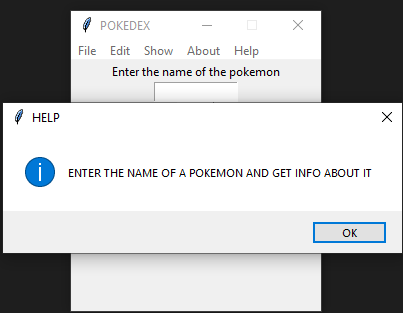 POKEDEX
File Edit Show About Help
Enter the name of the pokemon
HELP
ENTER THE NAME OF A POKEMON AND GET INFO ABOUT IT
OK